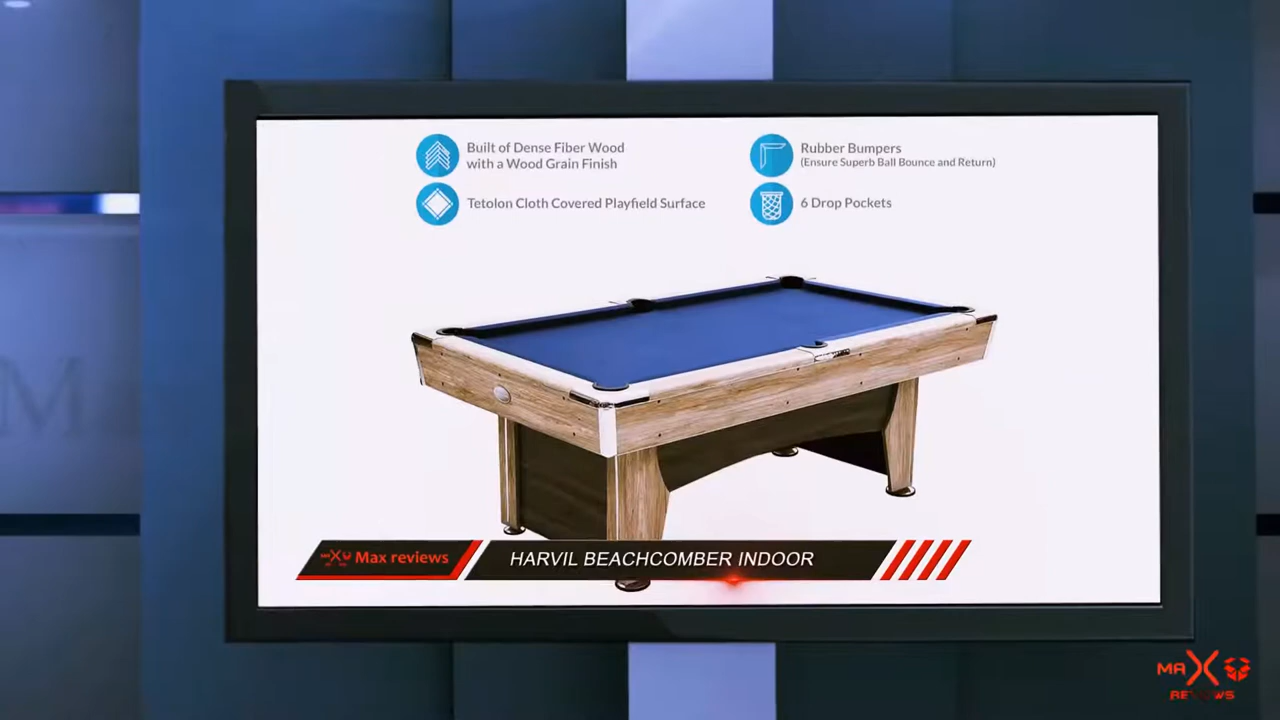 Built of Dense Fiber Wood
with a Wood Grain Finish
Rubber Bumpers
(Ensure Superb Ball Bounce and Return)
Tetolon Cloth Covered Playfield Surface
6 Drop Pockets
Max reviews
HARVIL BEACHCOMBER INDOOR
M
MAX
REVIEWS